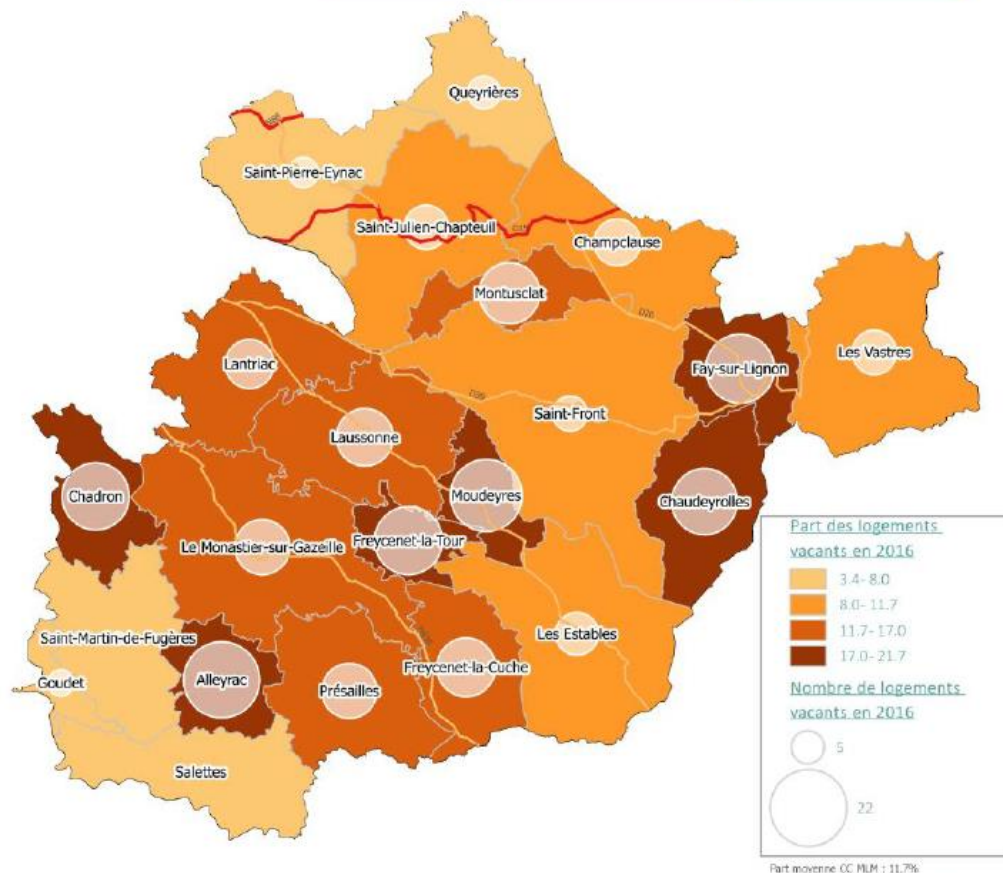 Queyrières
Saint-Pierre-Eynac
Saint-Julien-Chapteuil
Champclause
Montusclat
D26
Lantriac
Fay-sur-Lignon
Les Vastres
Saint-Front
Laussonne
Chadron
Moudeyres
Chaudeyrolles
Le Monastier-sur-Gazeille
Freycenet-la-Tour
Saint-Martin-de-Fugères
Les Estables
Goudet
Alleyrac
Présailles
Freycenet-la-Cuche
Salettes
Part des logements
vacants en 2016
3.4- 8.0
8.0- 11.7
11.7- 17.0
17.0- 21.7
Nombre de logements
vacants en 2016
5
22
Part moyenne CC MLM : 11.7%